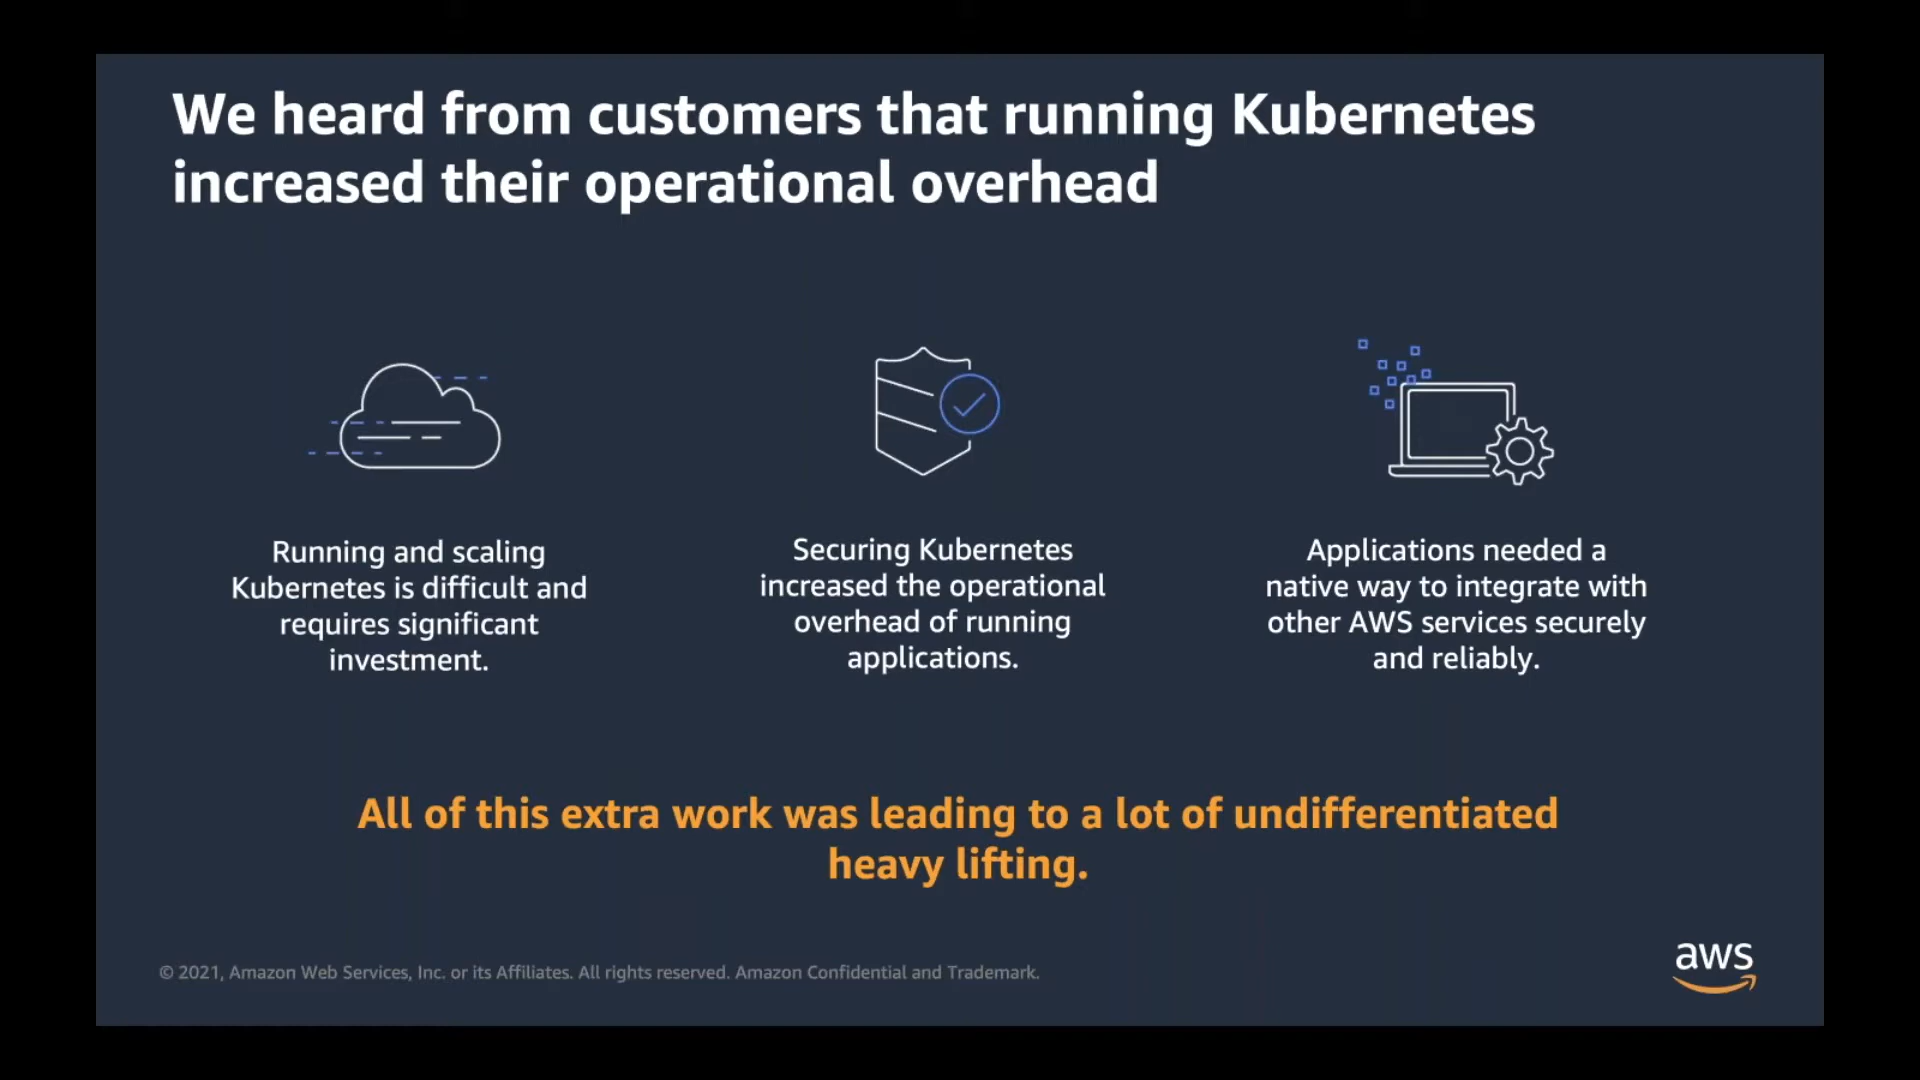 We heard from customers that running Kubernetes
increased their operational overhead
Running and scaling
Kubernetes is difficult and
requires significant
investment.
Securing Kubernetes
increased the operational
overhead of running
applications.
Applications needed a
native way to integrate with
other AWS services securely
and reliably.
All of this extra work was leading to a lot of undifferentiated
heavy lifting.
© 2021, Amazon Web Services, Inc. or its Affiliates. All rights reserved. Amazon Confidential and Trademark.
aws